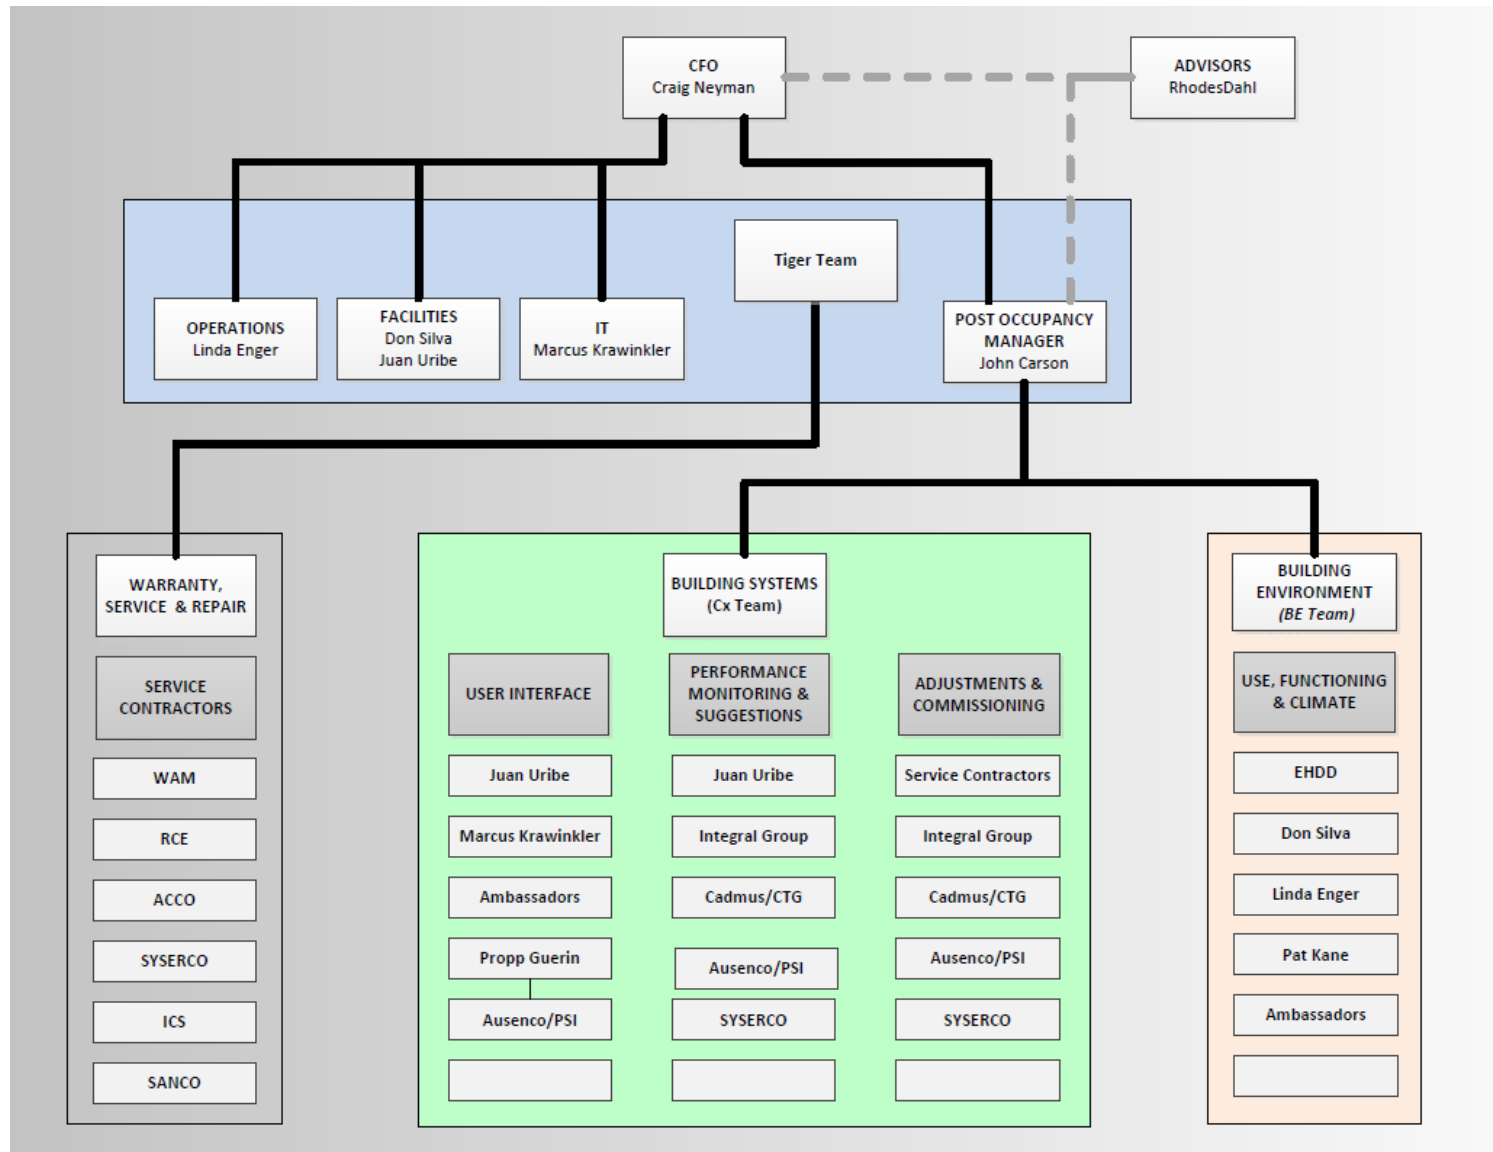 CFO
Craig Neyman
ADVISORS
RhodesDahl
Tiger Team
OPERATIONS
Linda Enger
FACILITIES
Don Silva
Juan Uribe
IT
Marcus Krawinkler
POST OCCUPANCY
MANAGER
John Carson
WARRANTY,
SERVICE & REPAIR
SERVICE
CONTRACTORS
WAM
RCE
ACCO
SYSERCO
ICS
SANCO
BUILDING SYSTEMS
(Cx Team)
USER INTERFACE
Juan Uribe
Marcus Krawinkler
Ambassadors
Propp Guerin
Ausenco/PSI
PERFORMANCE
MONITORING &
SUGGESTIONS
Juan Uribe
Integral Group
Cadmus/CTG
Ausenco/PSI
SYSERCO
ADJUSTMENTS &
COMMISSIONING
Service Contractors
Integral Group
Cadmus/CTG
Ausenco/PSI
SYSERCO
BUILDING
ENVIRONMENT
(BE Team)
USE, FUNCTIONING
& CLIMATE
EHDD
Don Silva
Linda Enger
Pat Kane
Ambassadors